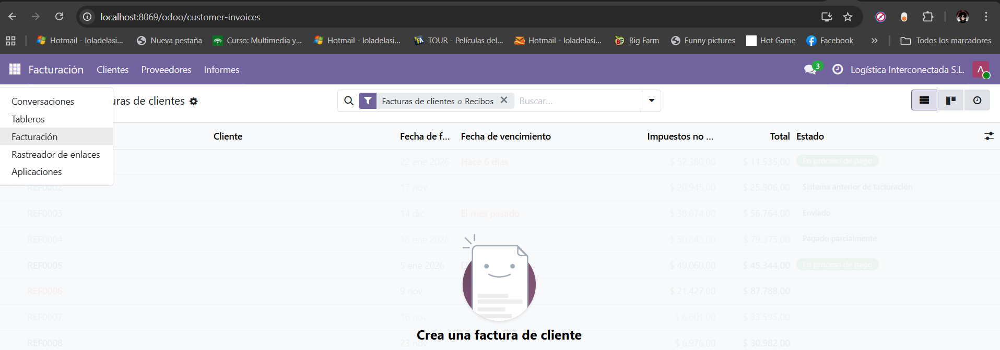 localhost:8069/odoo/customer-invoices
Hotmail - loladelasi... Nueva pestaña Curso: Multimedia y... Hotmail - loladelasi... TOUR - Películas del... Hotmail - loladelasi... Big Farm Funny pictures Hot Game Facebook » Todos los marcadores
Facturación Clientes Proveedores Informes 3 Logística Interconectada S.L. A
Conversaciones
Tableros
Facturación
Rastreador de enlaces
Aplicaciones
uras de clientes Facturas de clientes o Recibos Buscar...
Cliente Fecha de f... Fecha de vencimiento Impuestos no ... Total Estado
22 ene 2026 Hace 6 días $ 52.380,00 $ 11.535,00 En proceso de pago
REF0002 17 nov $ 20.945,00 $ 25.906,00 Sistema anterior de facturación
REF0003 14 dic El mes pasado $ 38.874,00 $ 56.764,00 Enviado
REF0004 16 ene 2026 $ 50.645,00 $ 79.375,00 Pagado parcialmente
REF0005 5 ene 2026 $ 49.060,00 $ 45.344,00 En proceso de pago
REF0006 9 nov $ 21.427,00 $ 87.788,00
REF0007 16 nov $ 6.601,00 $ 33.595,00
Crea una factura de cliente
REF0008 23 nov $ 6.976,00 $ 30.982,00